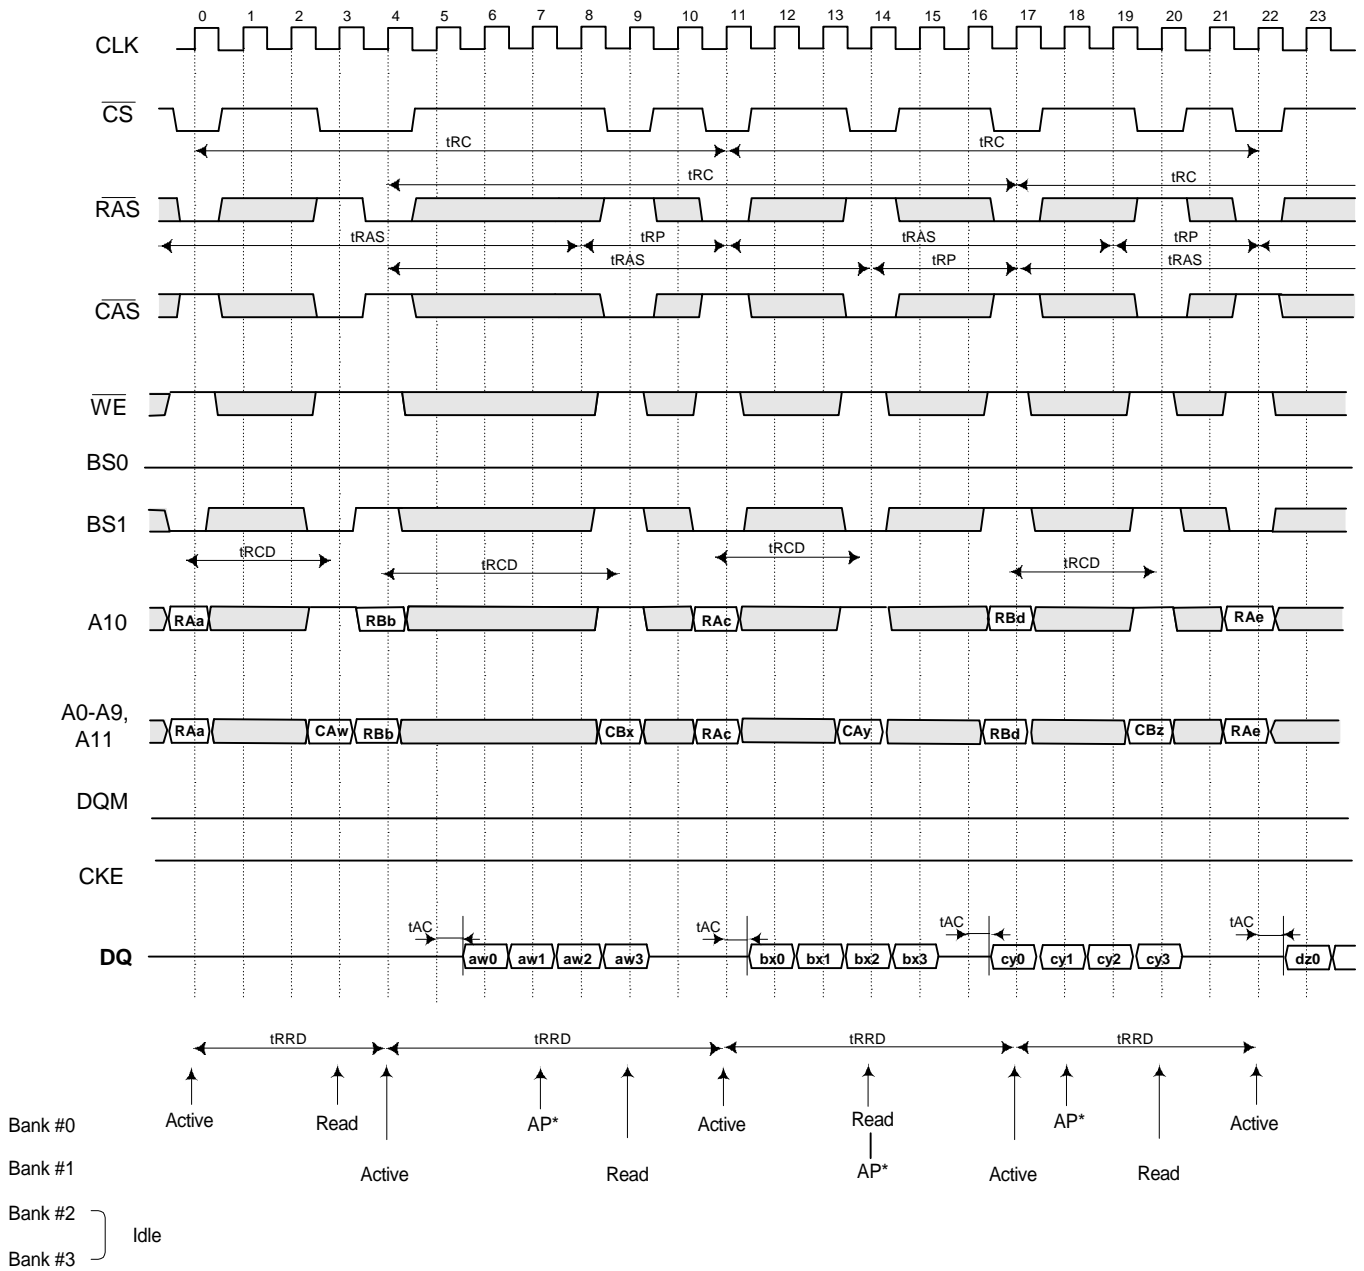 0 1 2 3 4 5 6 7 8 9 10 11 12 13 14 15 16 17 18 19 20 21 22 23
CLK
CS
tRC tRC
tRC tRC
RAS
tRAS tRP tRAS tRP
tRAS tRP tRAS
CAS
WE
BS0
BS1
tRCD tRCD tRCD tRCD
A10 RAa RBb RAc RBd RAe
A0-A9,
A11 RAa CAw RBb CBx RAc CAy RBd CBz RAe
DQM
CKE
tAC tAC tAC tAC
DQ aw0 aw1 aw2 aw3 bx0 bx1 bx2 bx3 cy0 cy1 cy2 cy3 dz0
tRRD tRRD tRRD tRRD
Bank #0 Active Read AP* Active Read AP* Active
Bank #1 Active Read AP* Active Read
Bank #2
Idle
Bank #3